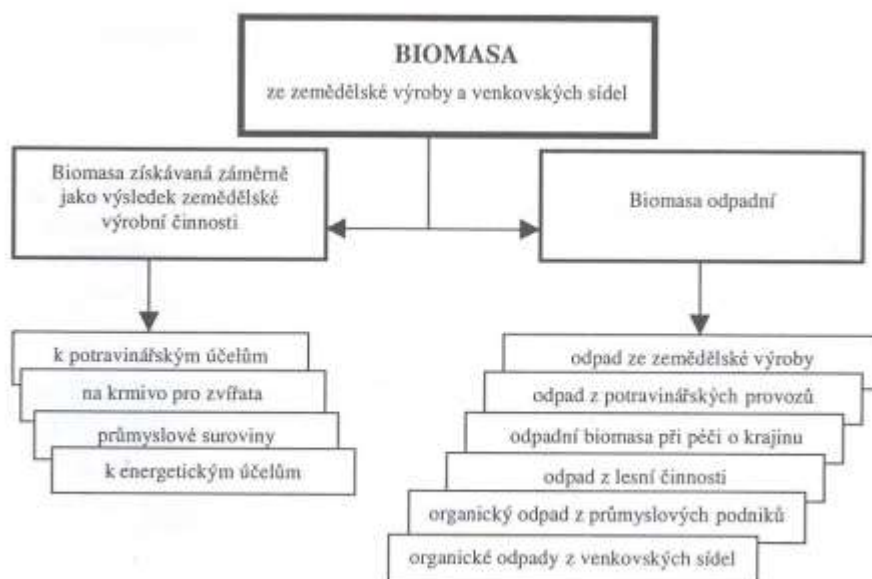 BIOMASA
ze zemědělské výroby a venkovských sídel
Biomasa získávaná záměrně
jako výsledek zemědělské
výrobní činnosti
Biomasa odpadní
k potravinářským účelům
na krmivo pro zvířata
průmyslové suroviny
k energetickým účelům
odpad ze zemědělské výroby
odpad z potravinářských provozů
odpadní biomasa při péči o krajinu
odpad z lesní činnosti
organický odpad z průmyslových podniků
organické odpady z venkovských sídel